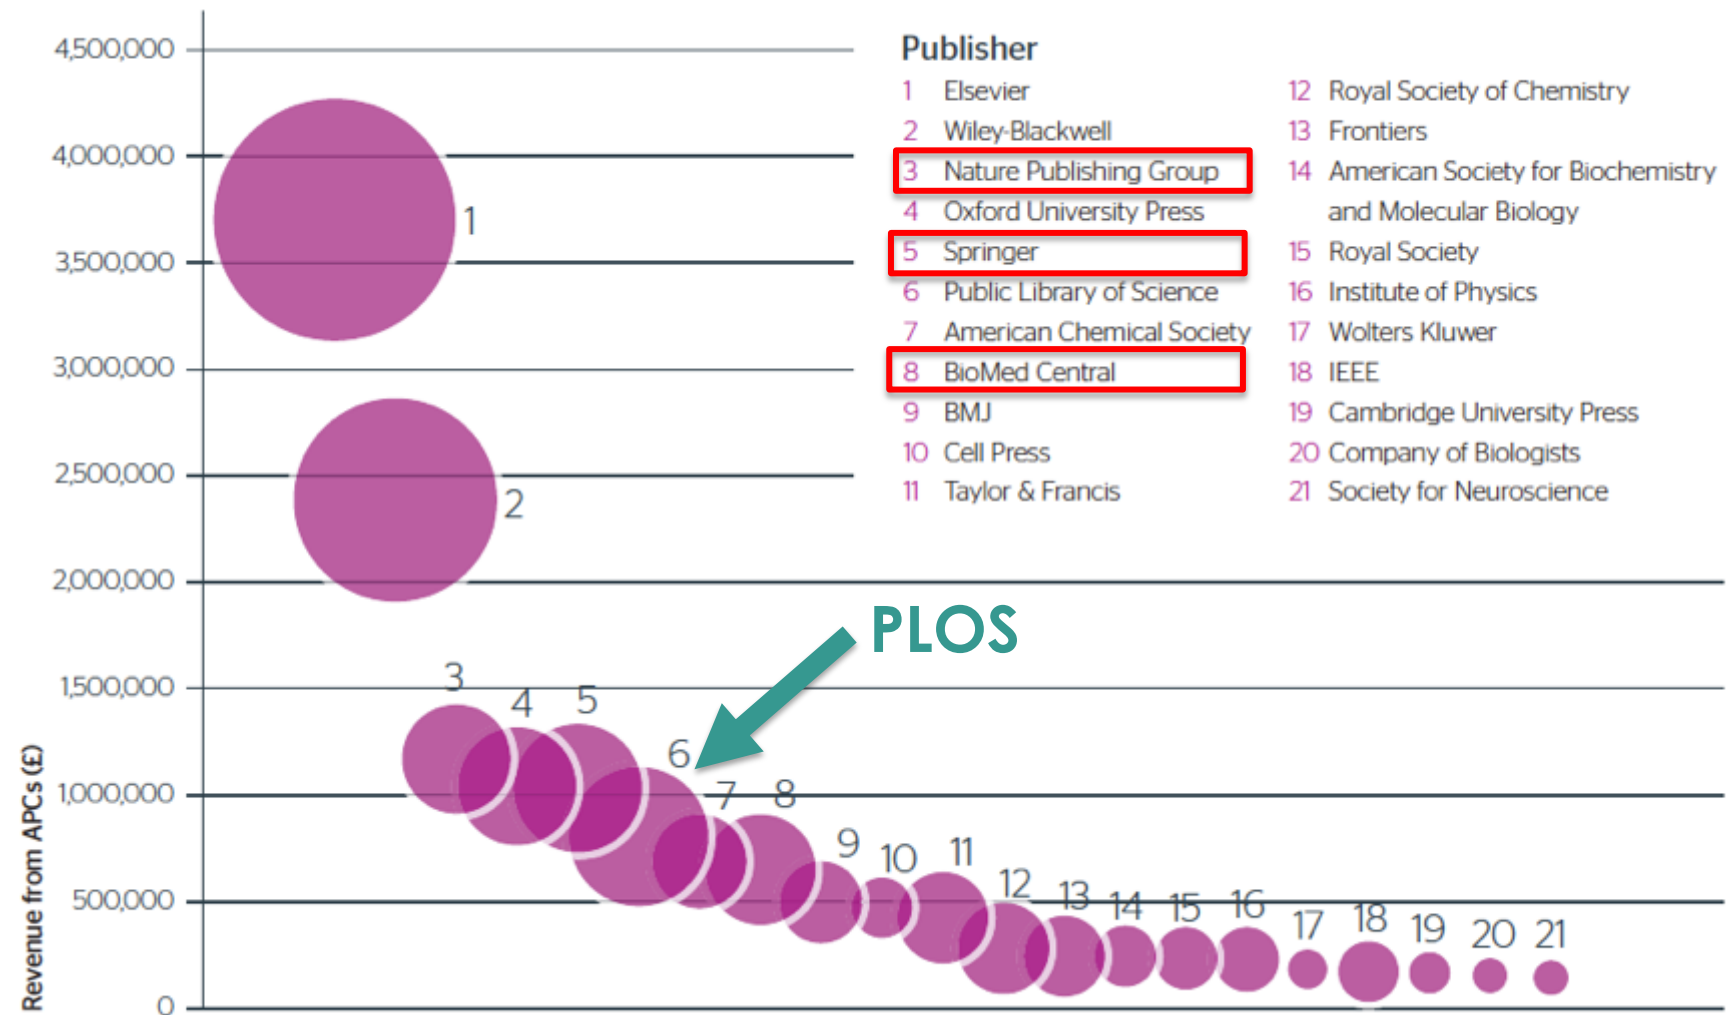 4,500,000
4,000,000
3,500,000
3,000,000
2,500,000
2,000,000
1,500,000
1,000,000
500,000
0
Revenue from APCs (£)
Publisher
1 Elsevier
2 Wiley-Blackwell
3 Nature Publishing Group
4 Oxford University Press
5 Springer
6 Public Library of Science
7 American Chemical Society
8 BioMed Central
9 BMJ
10 Cell Press
11 Taylor & Francis
12 Royal Society of Chemistry
13 Frontiers
14 American Society for Biochemistry
and Molecular Biology
15 Royal Society
16 Institute of Physics
17 Wolters Kluwer
18 IEEE
19 Cambridge University Press
20 Company of Biologists
21 Society for Neuroscience
PLOS
1
2
3
4
5
6
7
8
9
10
11
12
13
14
15
16
17
18
19
20
21